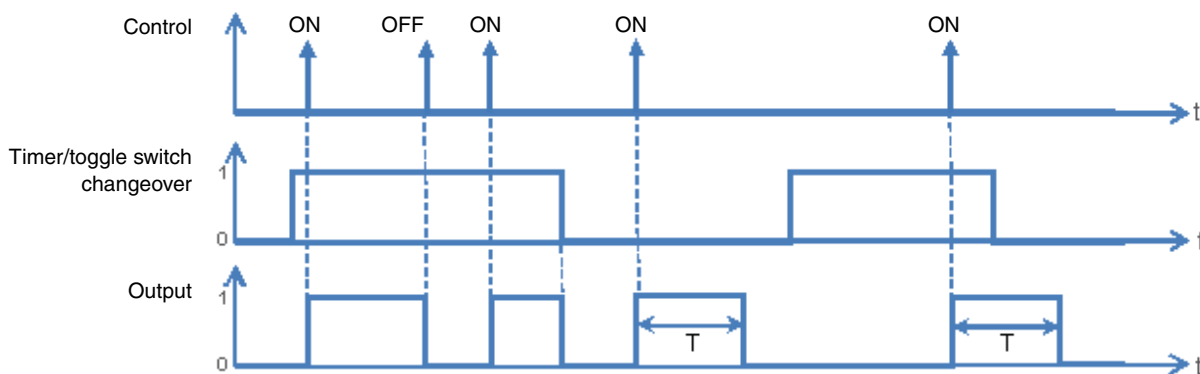 Control
ON
OFF
ON
ON
ON
t
Timer/toggle switch
changeover
1
0
t
Output
1
0
T
T
t